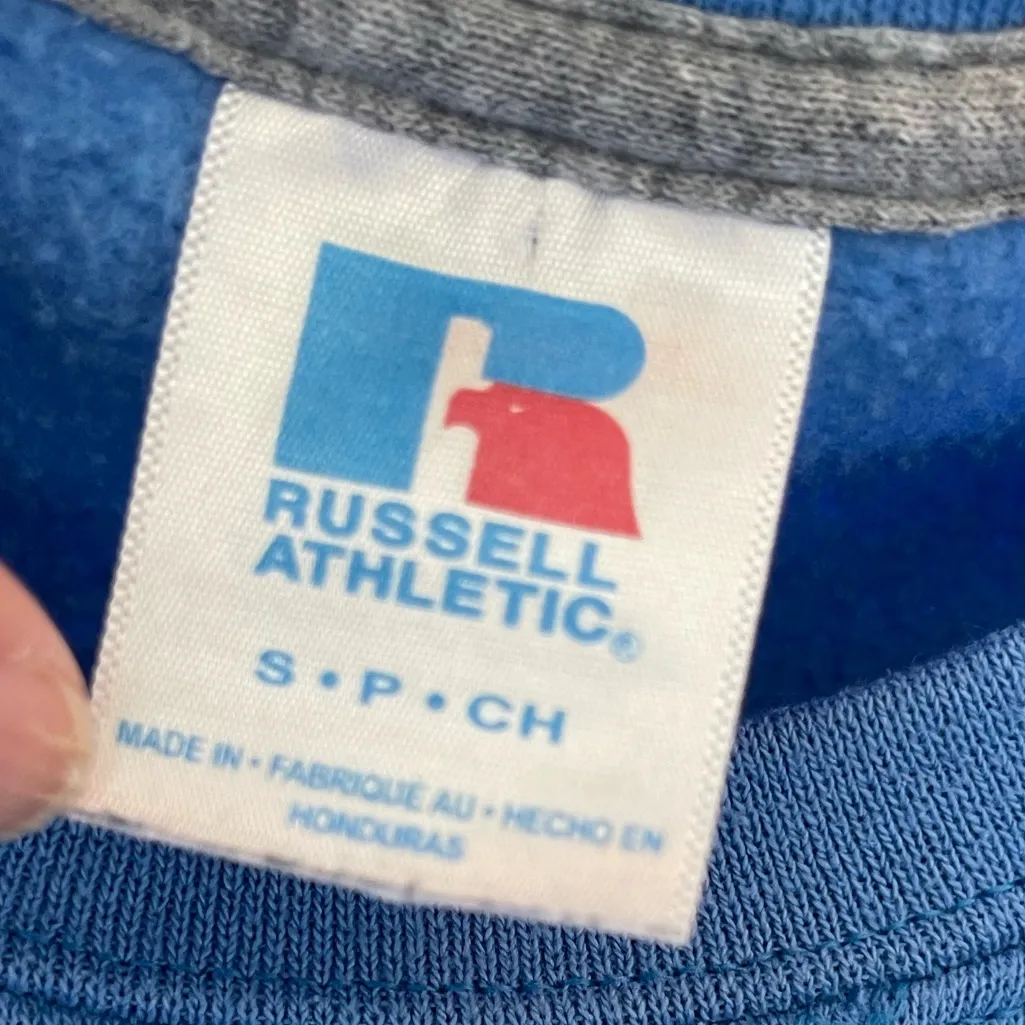 RUSSELL
ATHLETIC®
S • P • CH
MADE IN • FABRIQUÉ AU • HECHO EN
HONDURAS